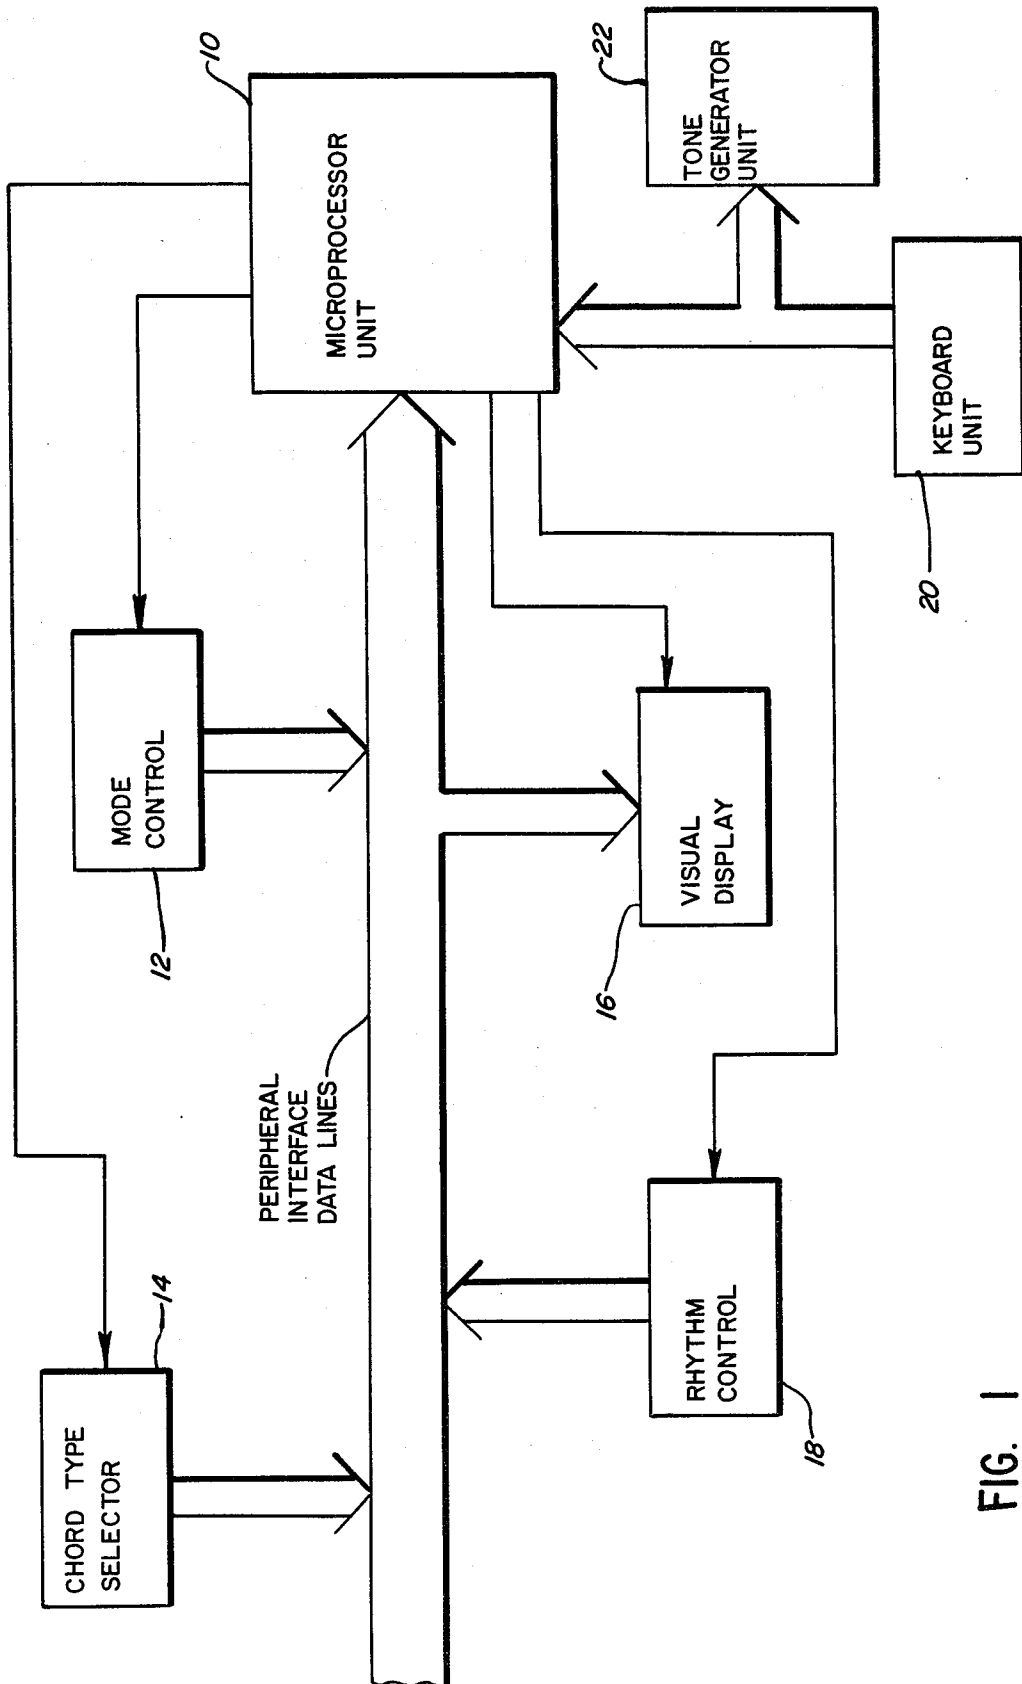 CHORD TYPE
SELECTOR
14
MODE
CONTROL
12
10
MICROPROCESSOR
UNIT
PERIPHERAL
INTERFACE
DATA LINES
RHYTHM
CONTROL
18
VISUAL
DISPLAY
16
KEYBOARD
UNIT
20
TONE
GENERATOR
UNIT
22
FIG. 1